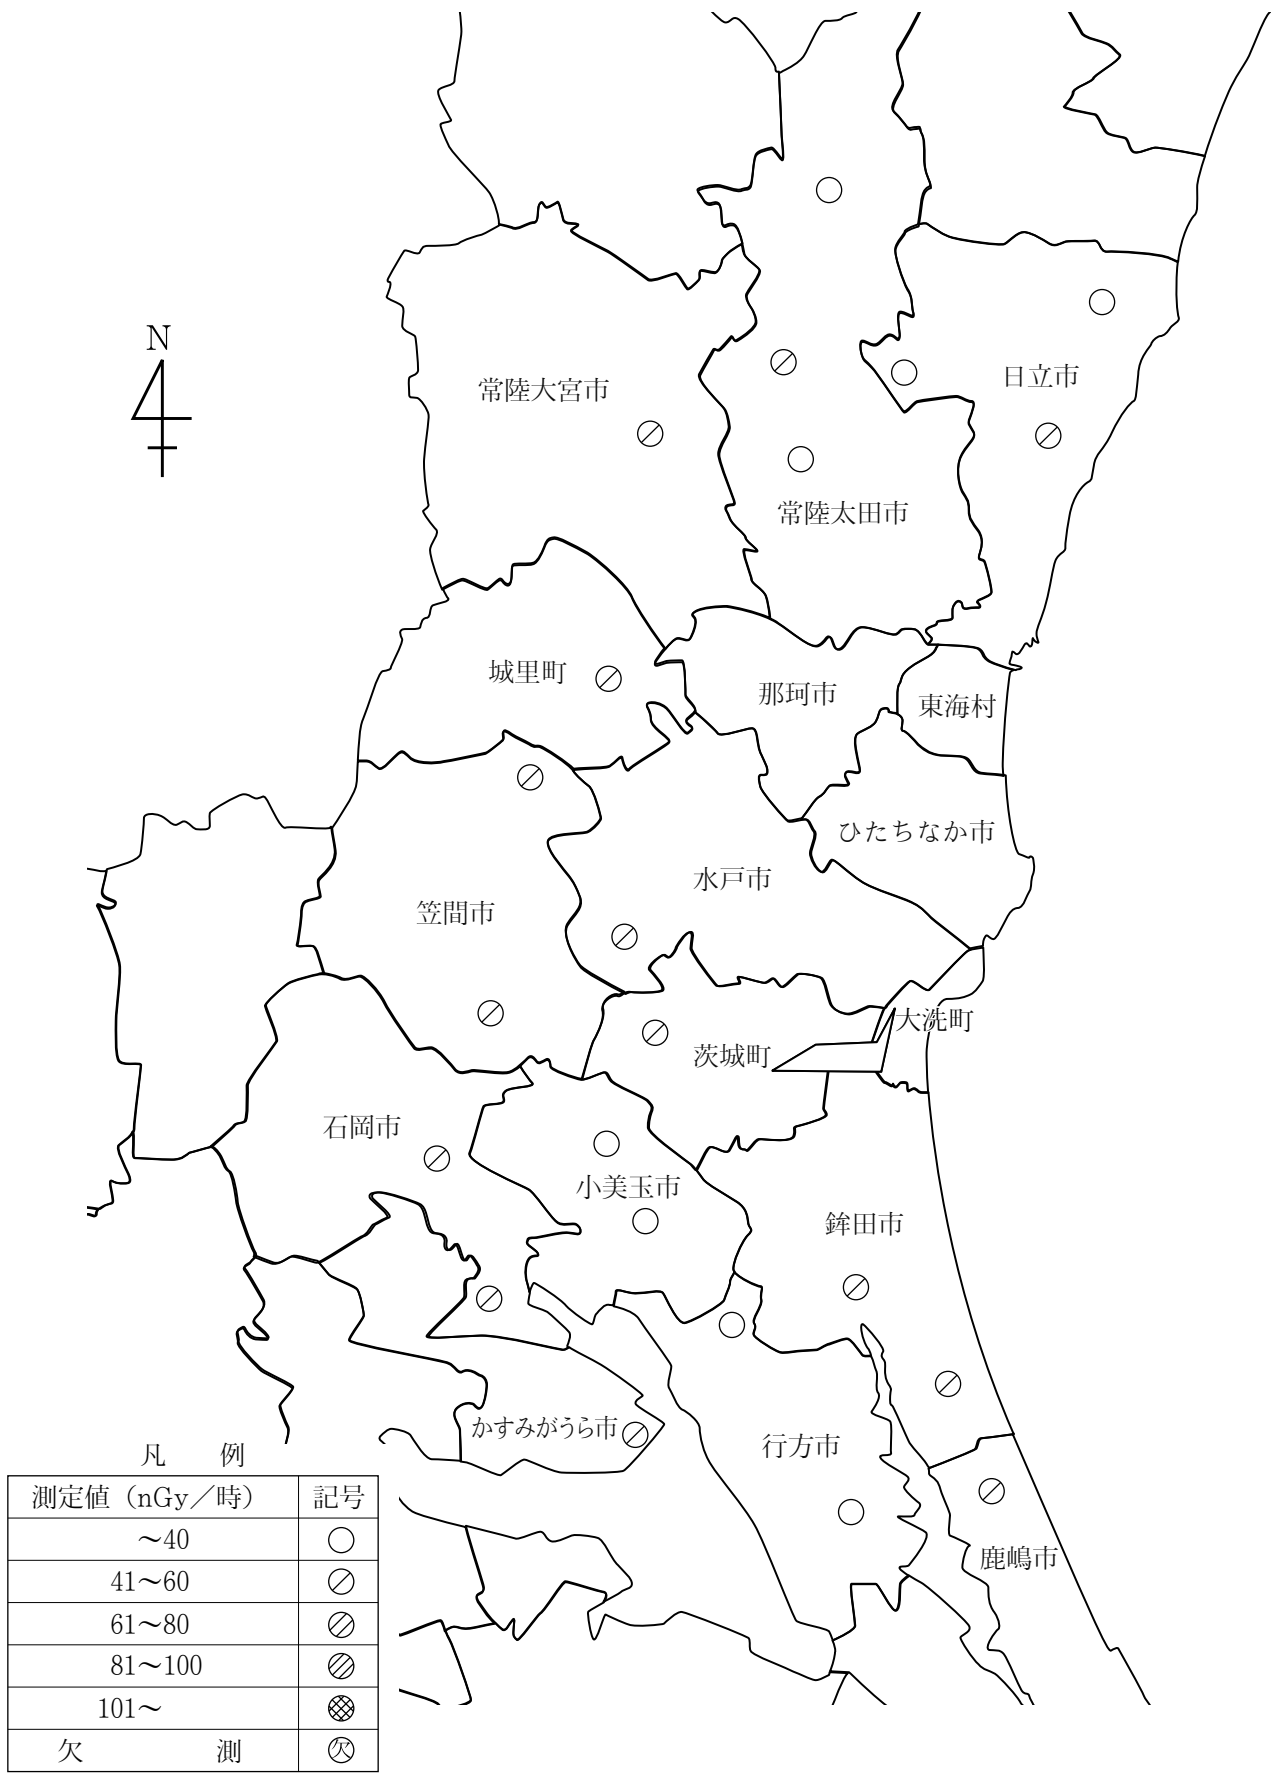 N
常陸大宮市
日立市
常陸太田市
城里町
那珂市
東海村
ひたちなか市
水戸市
笠間市
大洗町
茨城町
石岡市
小美玉市
鉾田市
かすみがうら市
行方市
鹿嶋市
凡 例
測定値（nGy／時） 記号
～40
41～60
61～80
81～100
101～
欠 測 欠